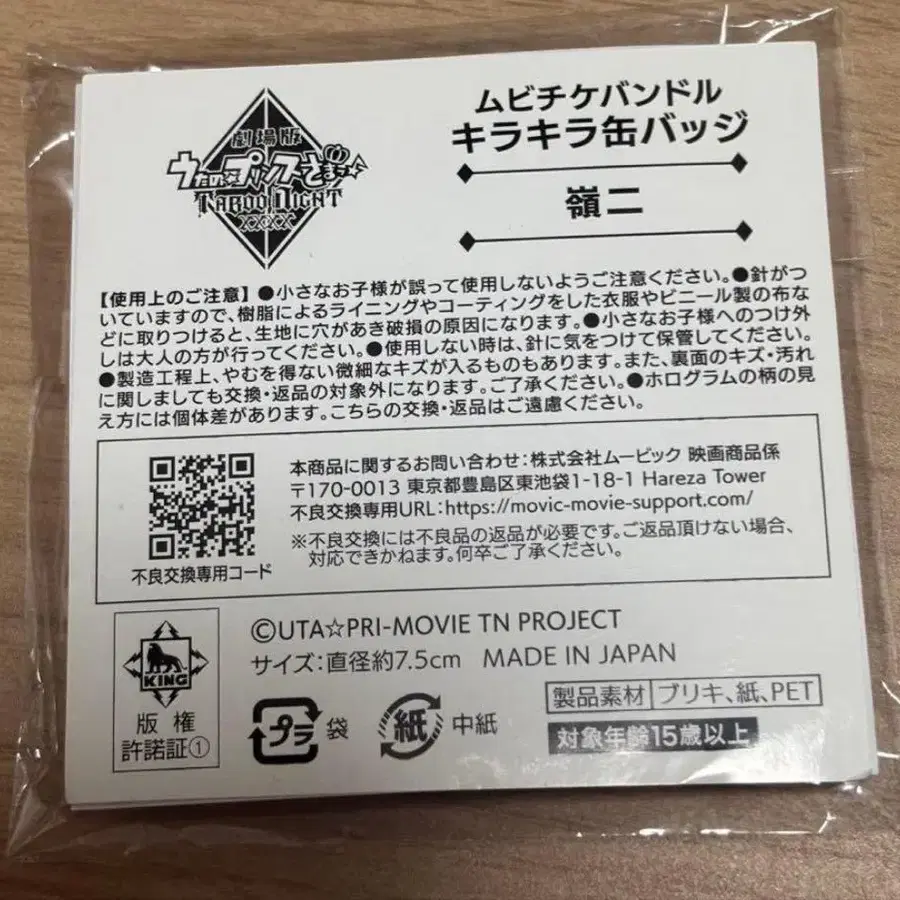 劇場版
うたの☆プリンスさまっ♪
TABOO NIGHT
XXXX
ムビチケバンドル
キラキラ缶バッジ
嶺二
【使用上のご注意】●小さなお子様が誤って使用しないようご注意ください。●針がつ
いていますので、樹脂によるライニングやコーティングをした衣服やビニール製の布な
どに取りつけると、生地に穴があき破損の原因になります。●小さなお子様へのつけ外
しは大人の方が行ってください。●使用しない時は、針に気をつけて保管してください。
●製造工程上、やむを得ない微細なキズが入るものもあります。また、裏面のキズ・汚れ
に関しましても交換・返品の対象外になります。ご了承ください。●ホログラムの柄の見
え方には個体差があります。こちらの交換・返品はご遠慮ください。
本商品に関するお問い合わせ:株式会社ムービック 映画商品係
〒170-0013 東京都豊島区東池袋1-18-1 Hareza Tower
不良交換専用URL:https://movic-movie-support.com/
※不良交換には不良品の返品が必要です。ご返品頂けない場合、
対応できかねます。何卒ご了承ください。
不良交換専用コード
KING
版権
許諾証①
©UTA☆PRI-MOVIE TN PROJECT
サイズ:直径約7.5cm MADE IN JAPAN
プラ 袋
紙 中紙
製品素材 ブリキ、紙、PET
対象年齢15歳以上